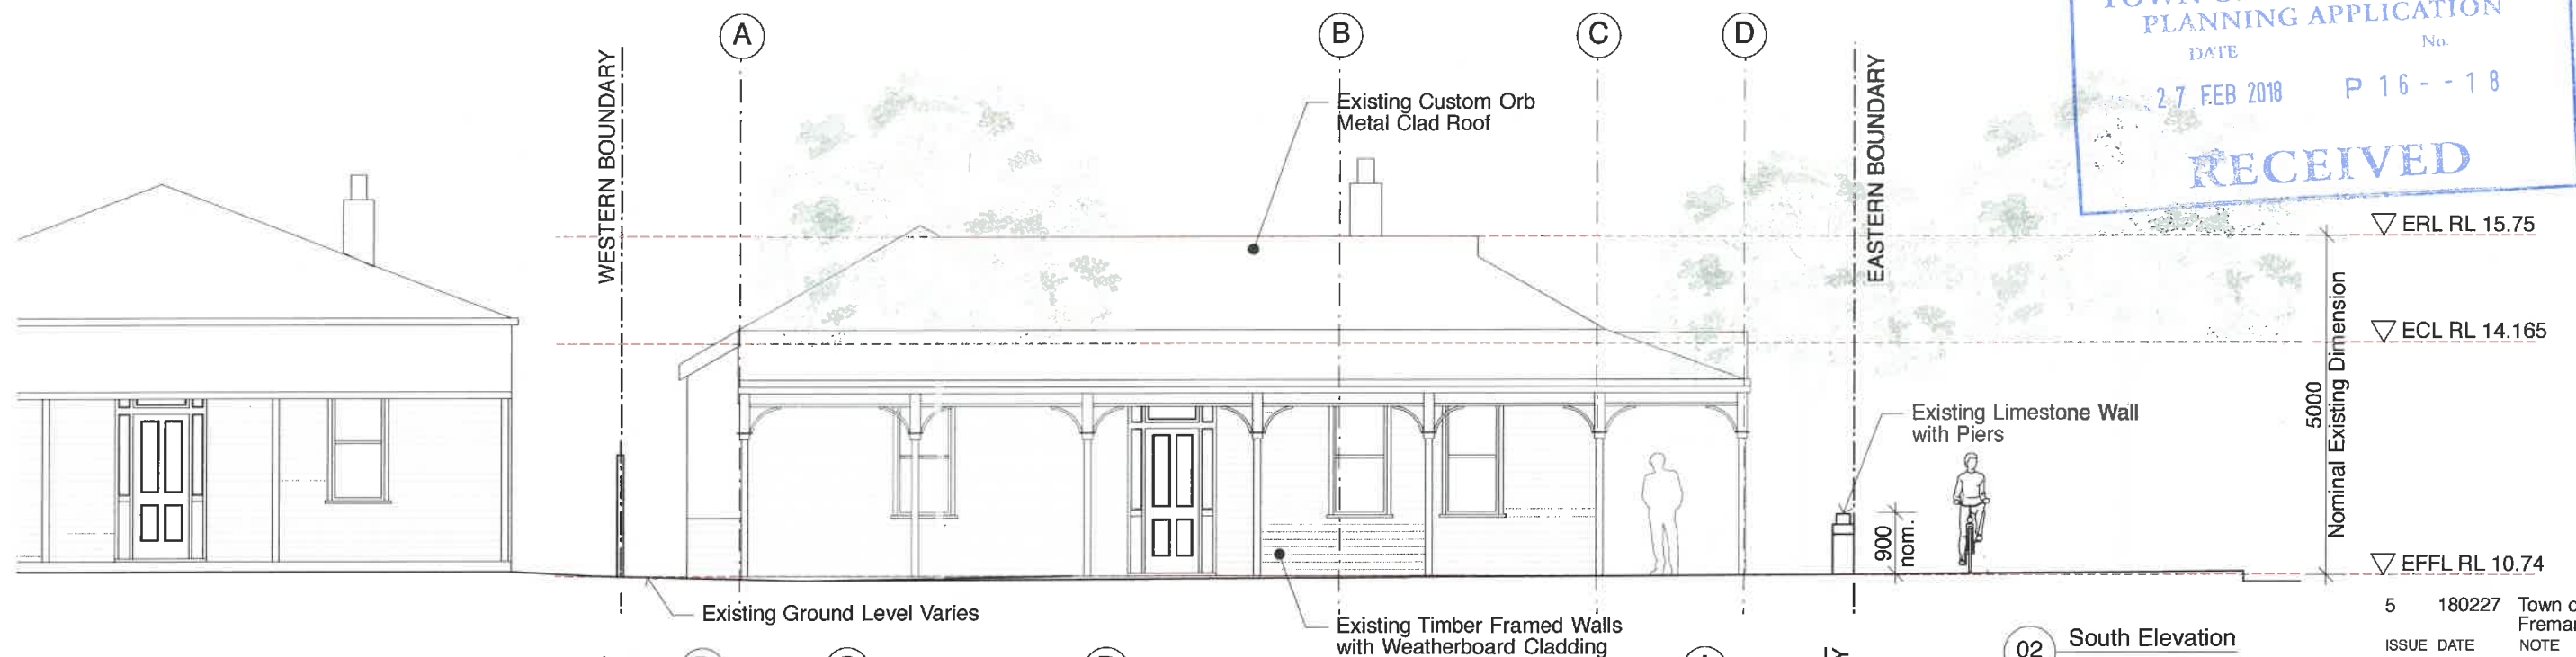 A
B
C
D
WESTERN BOUNDARY
EASTERN BOUNDARY
TOWN
PLANNING APPLICATION
DATE
No.
27 FEB 2018
P 16 - - 18
RECEIVED
Existing Custom Orb
Metal Clad Roof
ERL RL 15.75
ECL RL 14.165
5000
Nominal Existing Dimension
Existing Limestone Wall
with Piers
900
nom.
EFFL RL 10.74
Existing Ground Level Varies
Existing Timber Framed Walls
with Weatherboard Cladding
02
South Elevation
5 180227 Town
ISSUE DATE NOTE